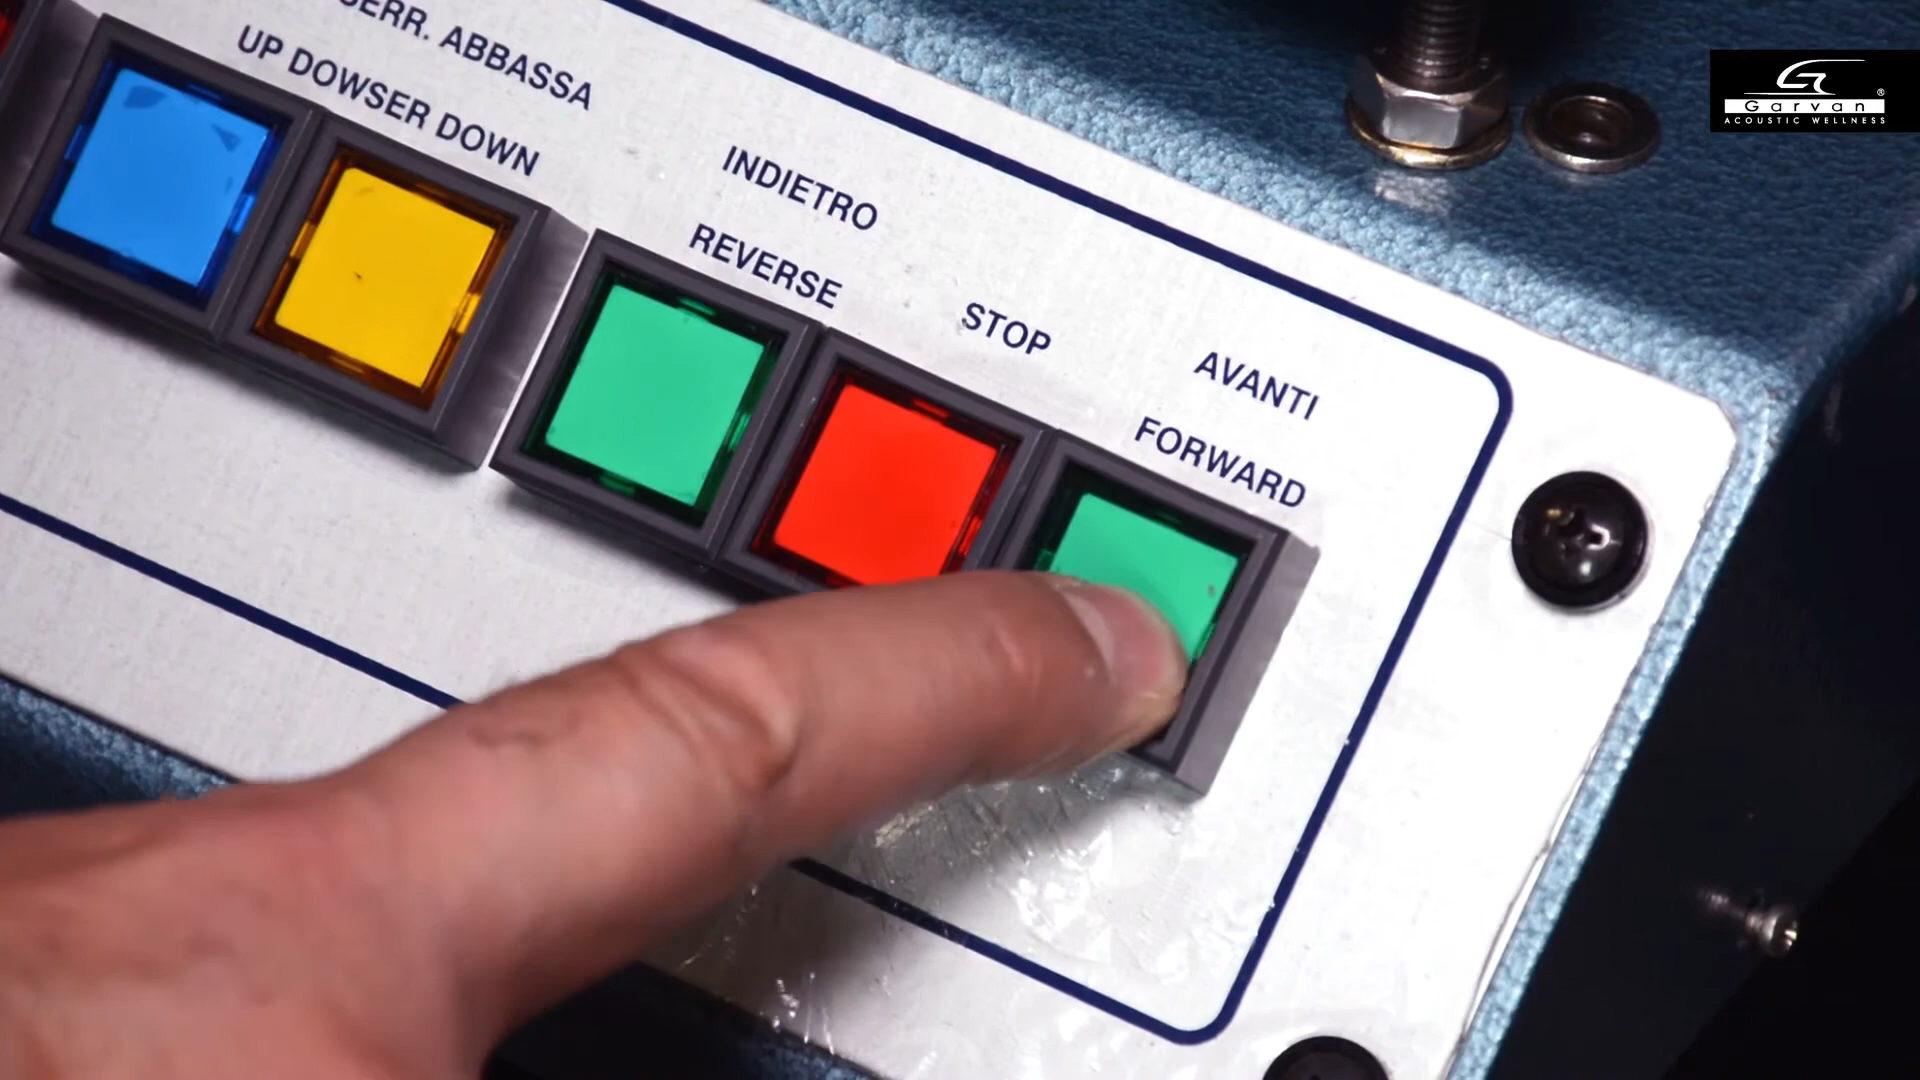 SERR. ABBASSA
UP DOWSER DOWN
INDIETRO
REVERSE
STOP
AVANTI
FORWARD
Garvan
ACOUSTIC WELLNESS